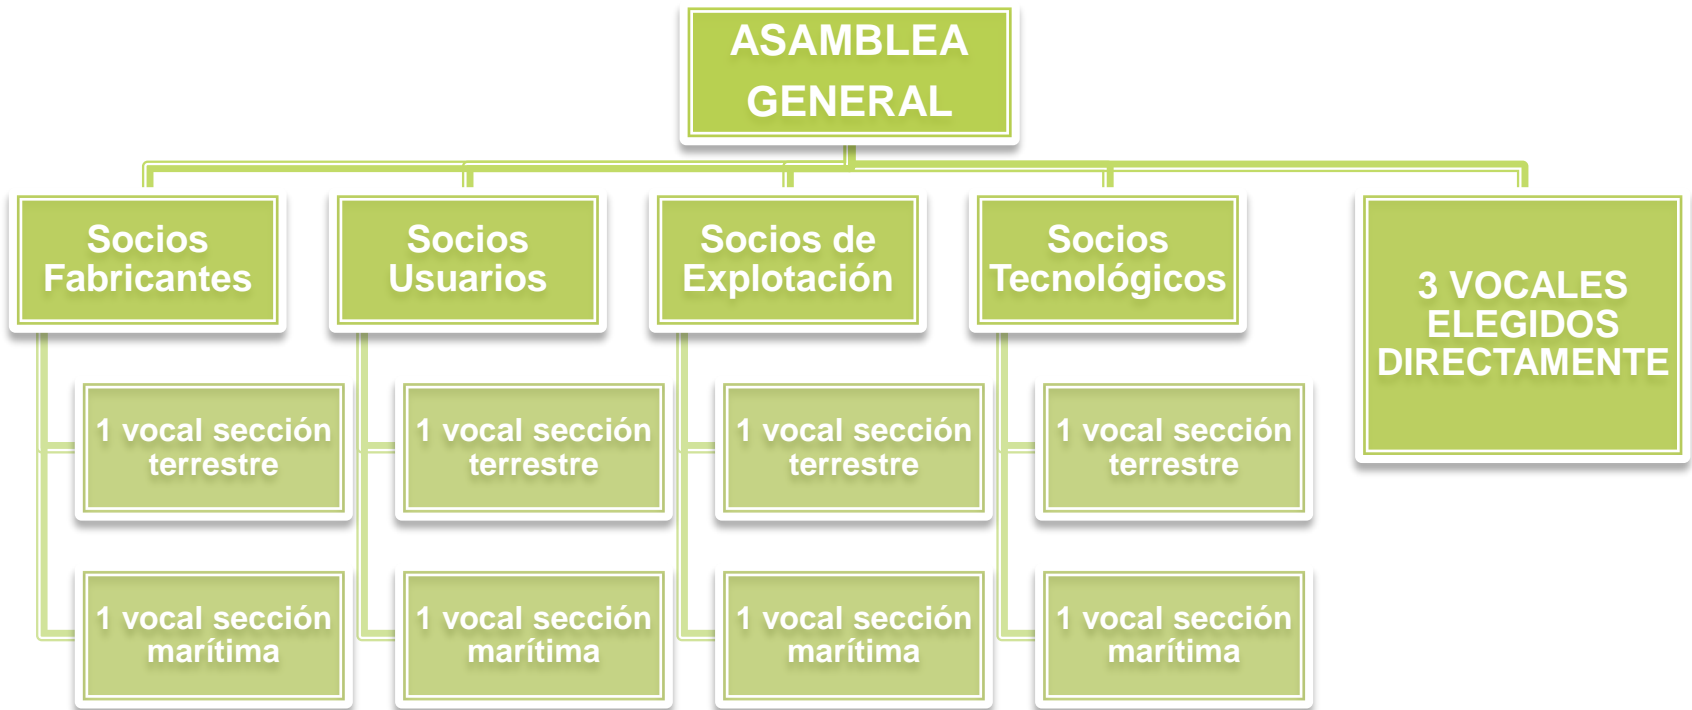 ASAMBLEA
GENERAL
Socios
Fabricantes
Socios
Usuarios
Socios de
Explotación
Socios
Tecnológicos
3 VOCALES
ELEGIDOS
DIRECTAMENTE
1 vocal sección
terrestre
1 vocal sección
terrestre
1 vocal sección
terrestre
1 vocal sección
terrestre
1 vocal sección
marítima
1 vocal sección
marítima
1 vocal sección
marítima
1 vocal sección
marítima